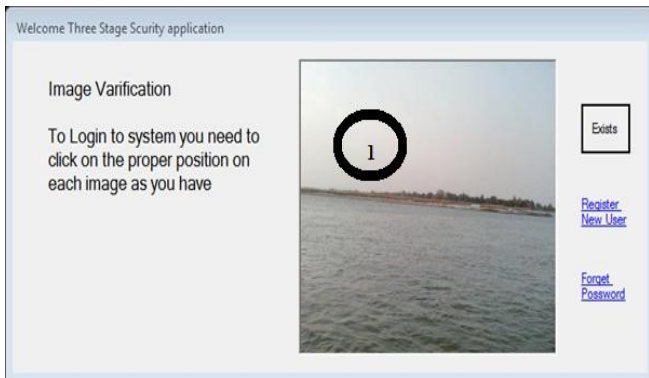 Welcome Three Stage Scurity application
Image Varification
To Login to system you need to
click on the proper position on
each image as you have
1
Exists
Register
New User
Forget
Possword